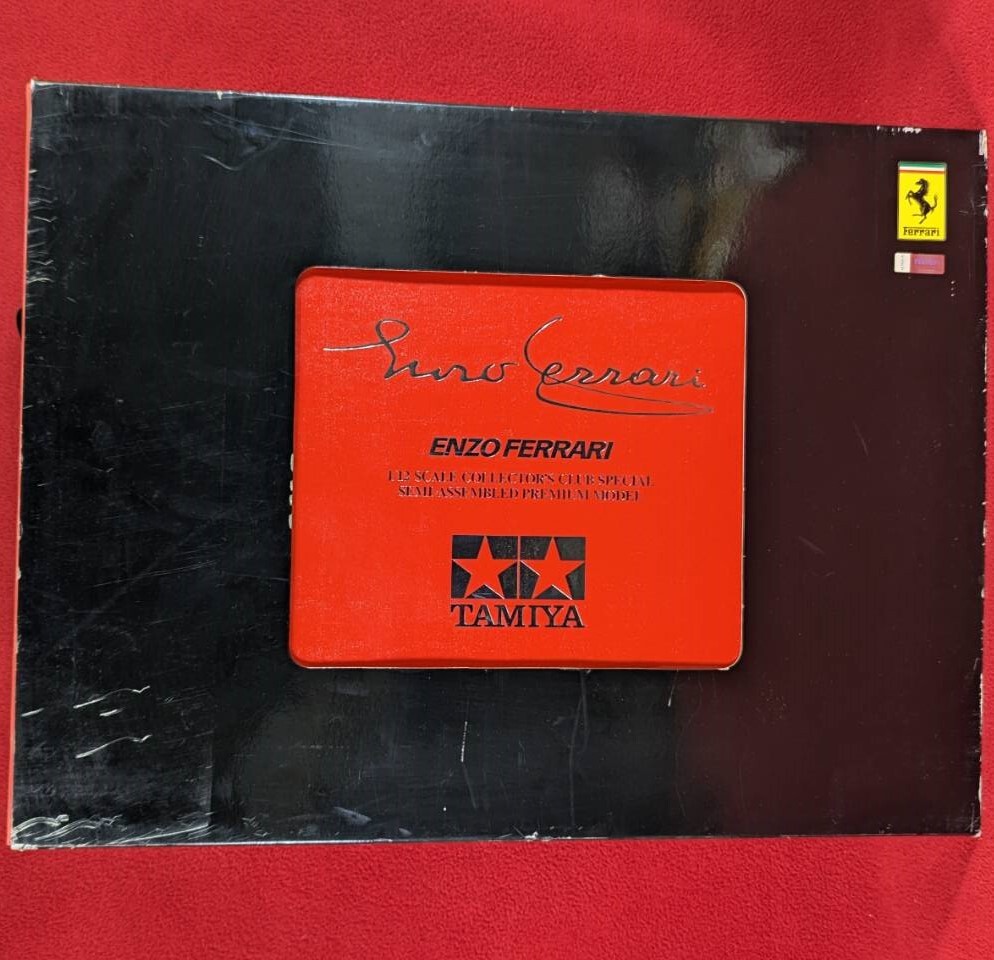 Ferrari
Enzo Ferrari
ENZO FERRARI
1:12 SCALE COLLECTOR'S CLUB SPECIAL
SEMI ASSEMBLED PREMIUM MODEL
TAMIYA